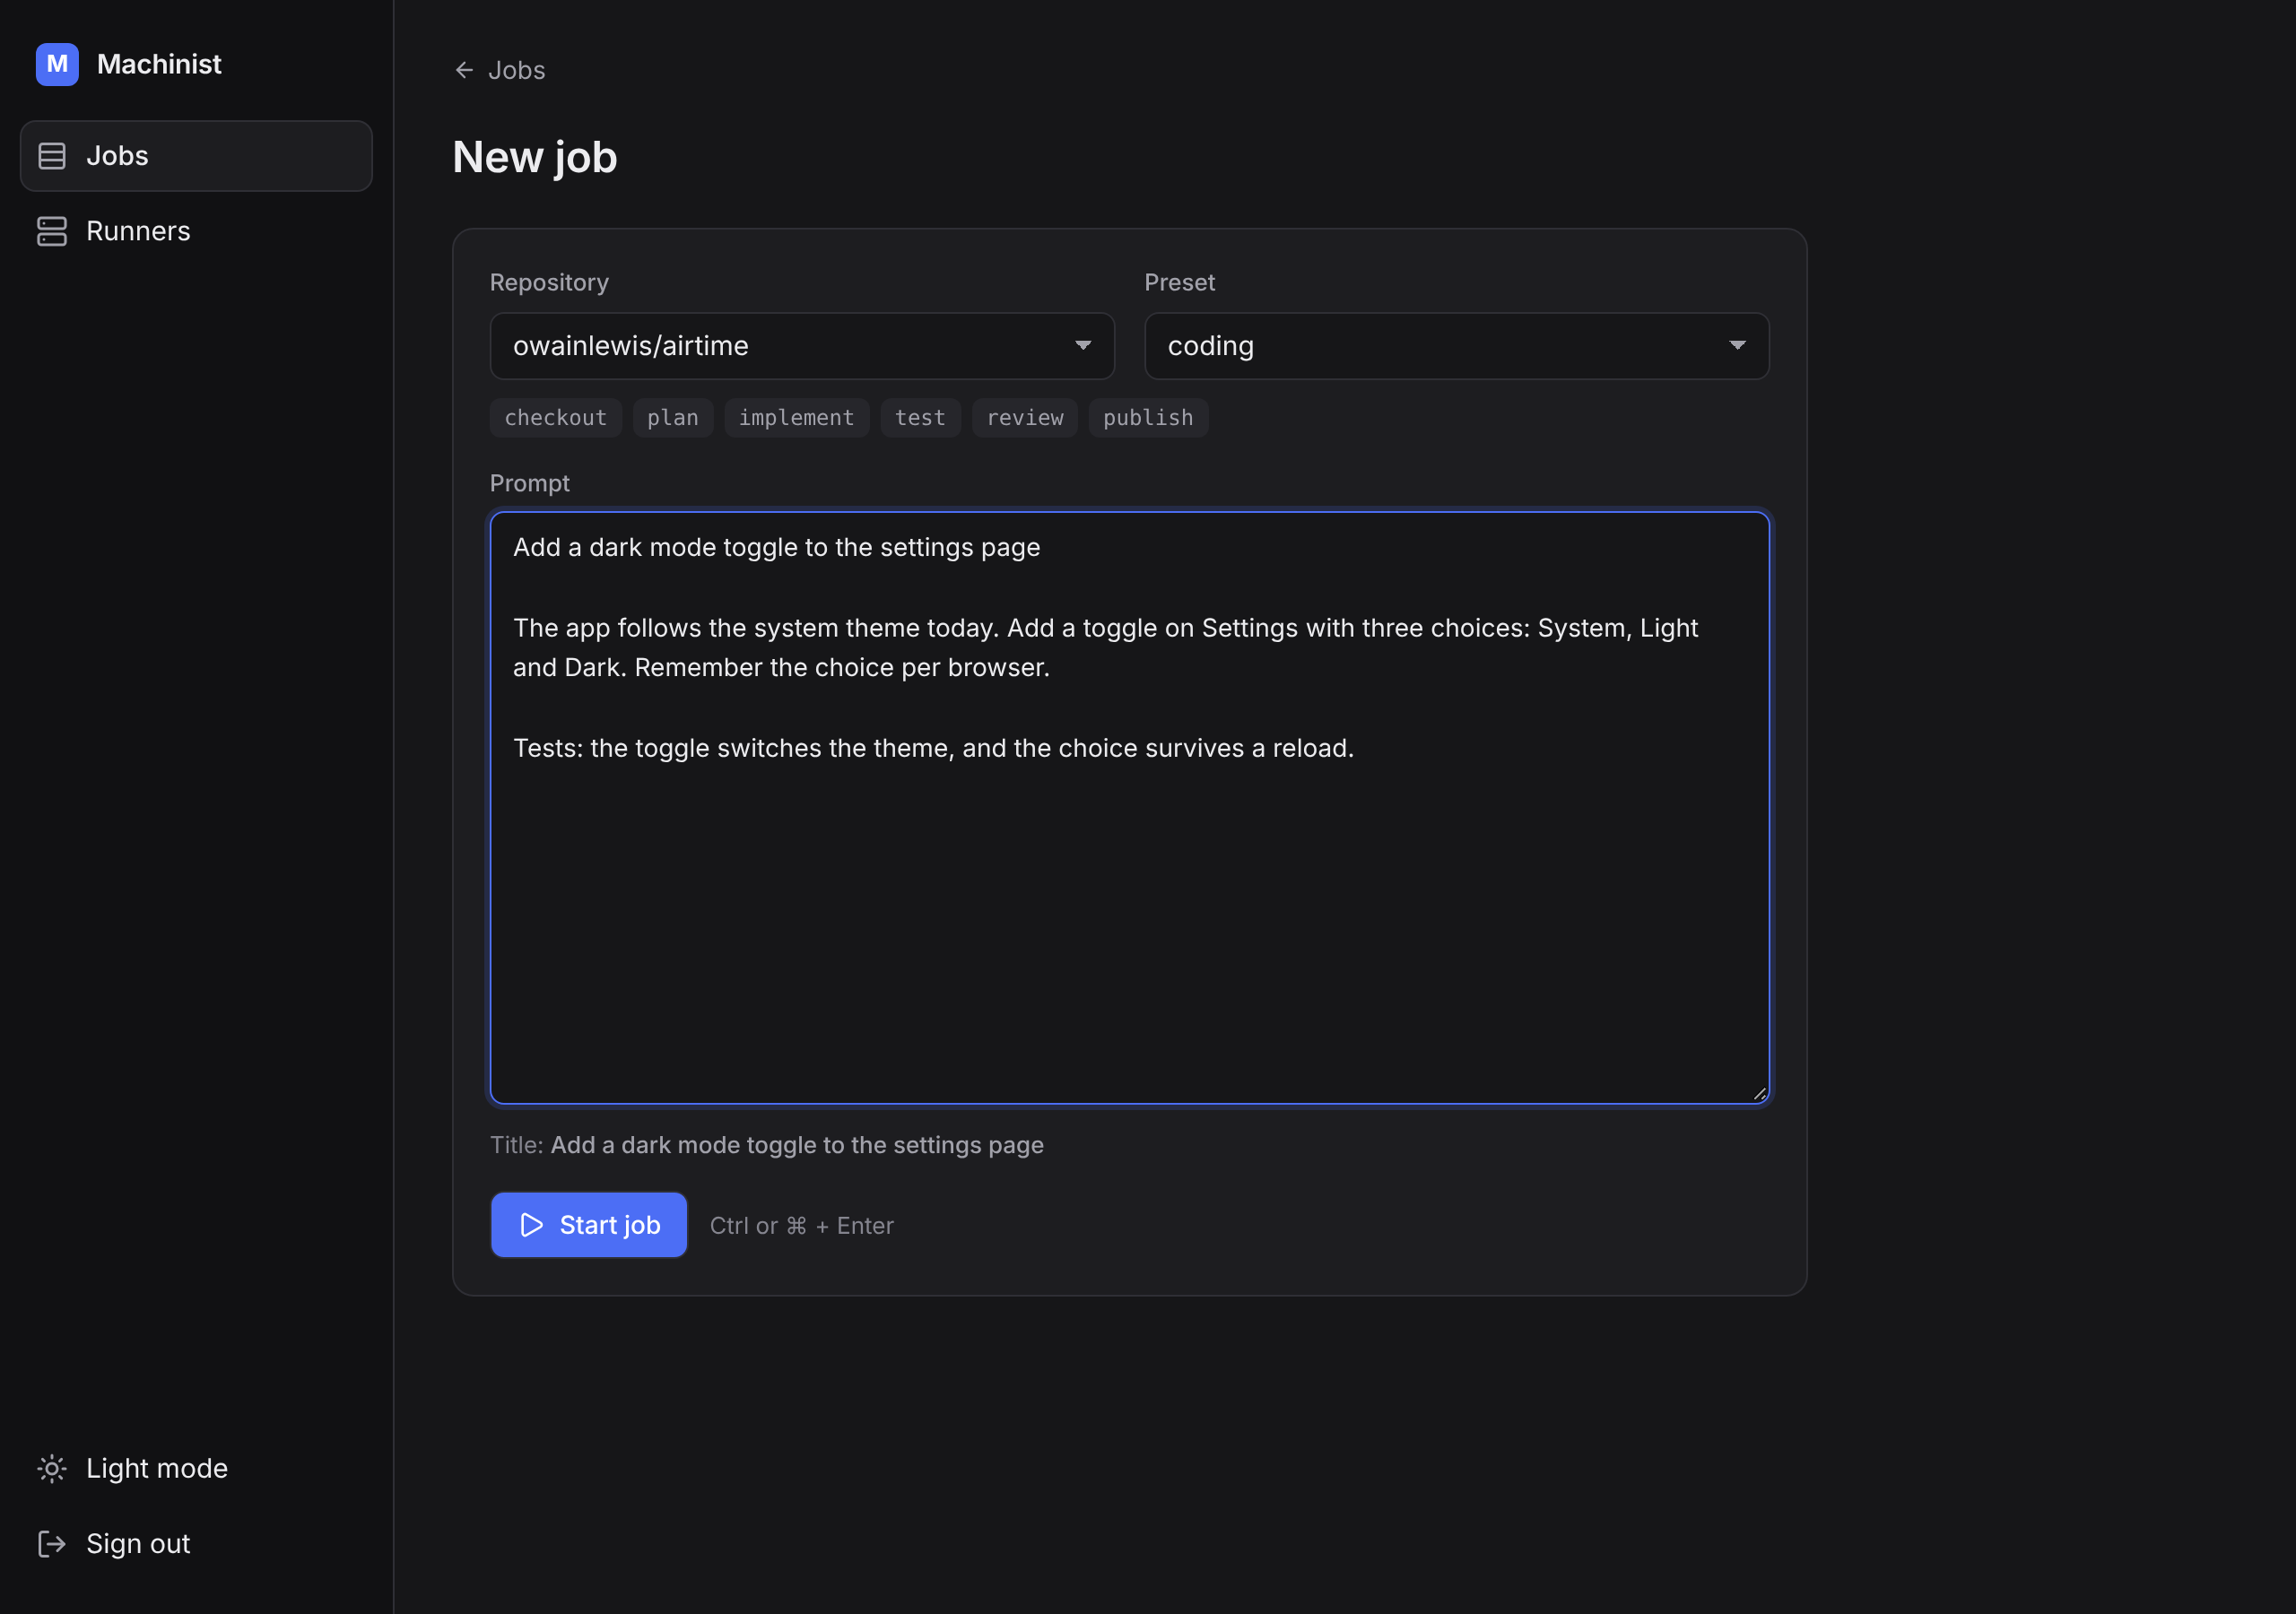 M Machinist
Jobs
Runners
Light mode
Sign out
← Jobs
New job
Repository
Preset
owainlewis/airtime
coding
checkout plan implement test review publish
Prompt
Add a dark mode toggle to the settings page
The app follows the system theme today. Add a toggle on Settings with three choices: System, Light
and Dark. Remember the choice per browser.
Tests: the toggle switches the theme, and the choice survives a reload.
Title: Add a dark mode toggle to the settings page
Start job
Ctrl or ⌘ + Enter